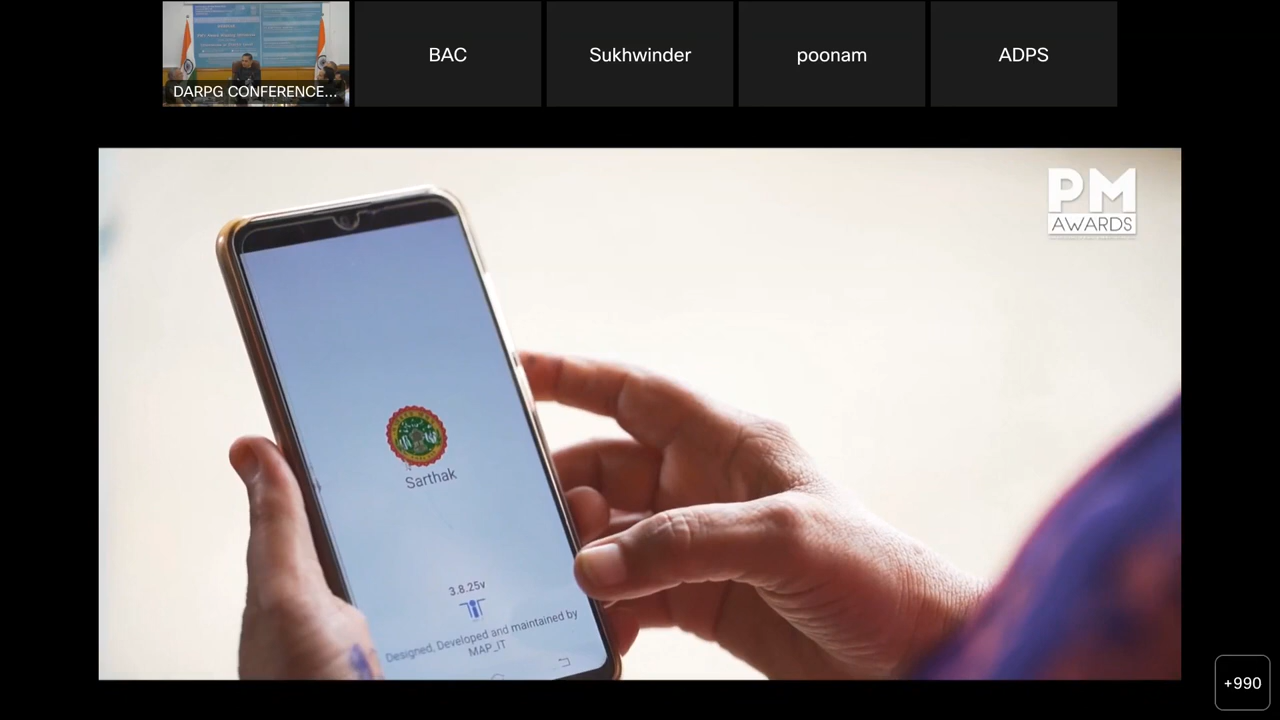 DARPG CONFERENCE...
BAC
Sukhwinder
poonam
ADPS
PM
AWARDS
Sarthak
3.8.25v
Designed, Developed and maintained by
MAP_IT
+990